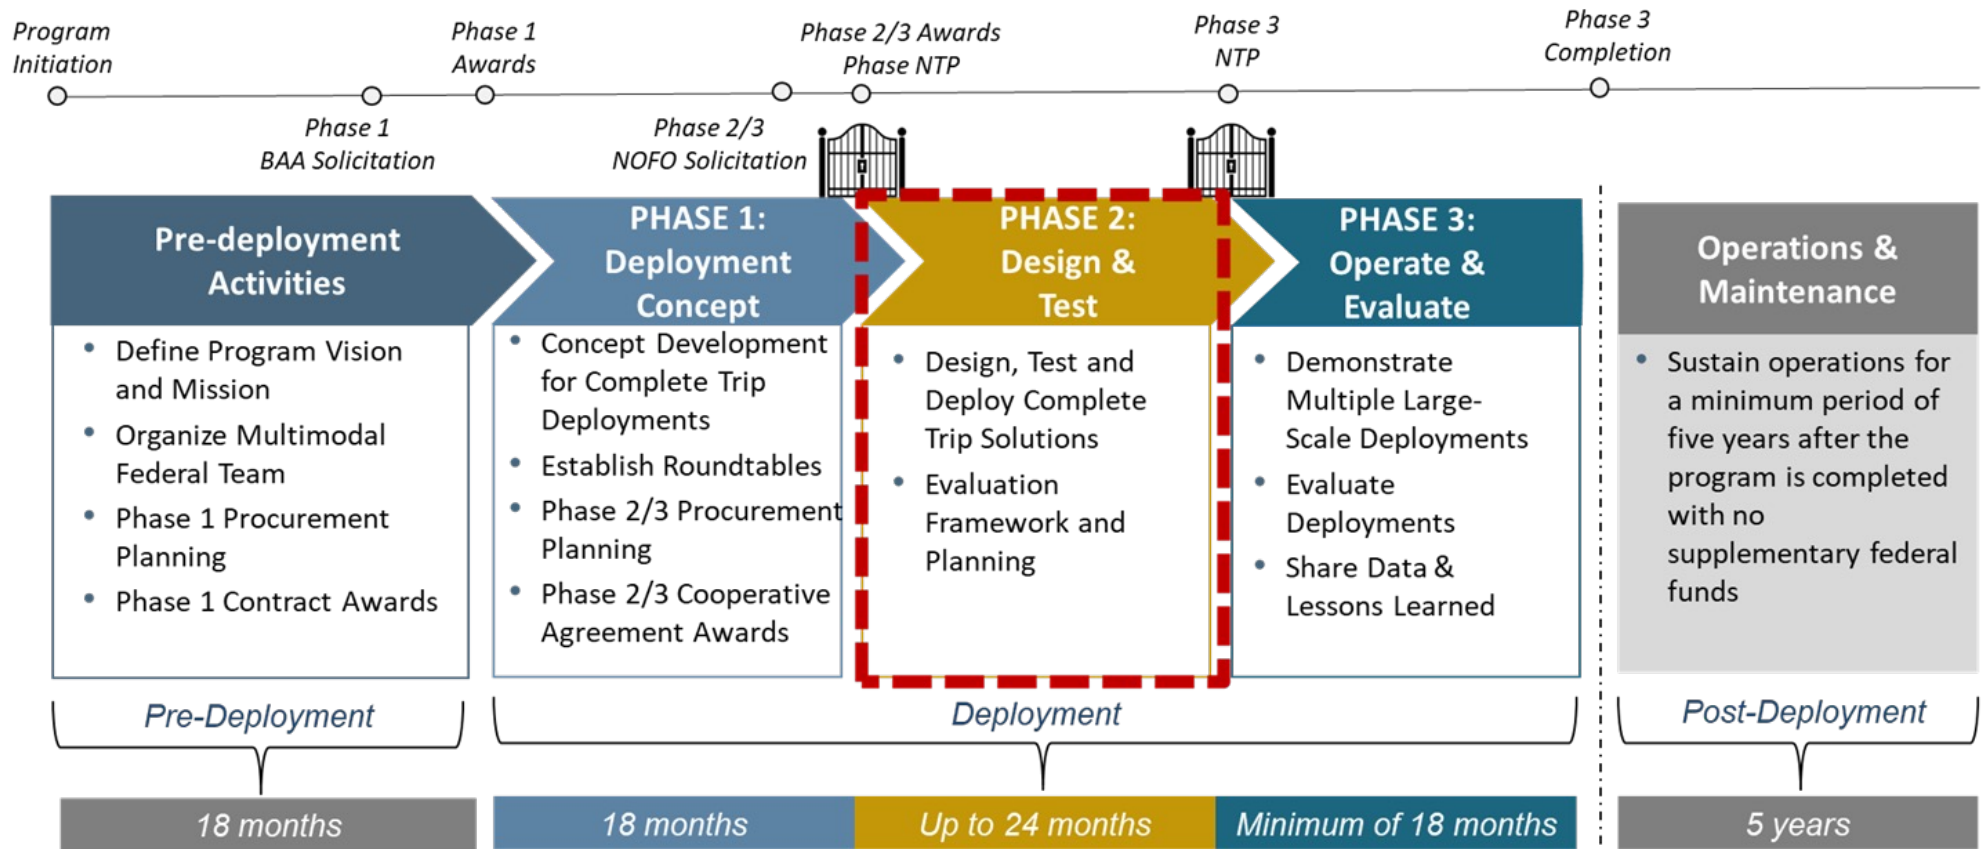 Program
Initiation
Phase 1
Awards
Phase 2/3 Awards
Phase NTP
Phase 3
NTP
Phase 3
Completion
Phase 1
BAA Solicitation
Phase 2/3
NOFO Solicitation
Pre-deployment
Activities
• Define Program Vision
and Mission
• Organize Multimodal
Federal Team
• Phase 1 Procurement
Planning
• Phase 1 Contract Awards
PHASE 1:
Deployment
Concept
• Concept Development
for Complete Trip
Deployments
• Establish Roundtables
• Phase 2/3 Procurement
Planning
• Phase 2/3 Cooperative
Agreement Awards
PHASE 2:
Design &
Test
• Design, Test and
Deploy Complete
Trip Solutions
• Evaluation
Framework and
Planning
PHASE 3:
Operate &
Evaluate
• Demonstrate
Multiple Large-
Scale Deployments
• Evaluate
Deployments
• Share Data &
Lessons Learned
Operations &
Maintenance
• Sustain operations for
a minimum period of
five years after the
program is completed
with no
supplementary federal
funds
Pre-Deployment
Deployment
Post-Deployment
18 months
18 months
Up to 24 months
Minimum of 18 months
5 years